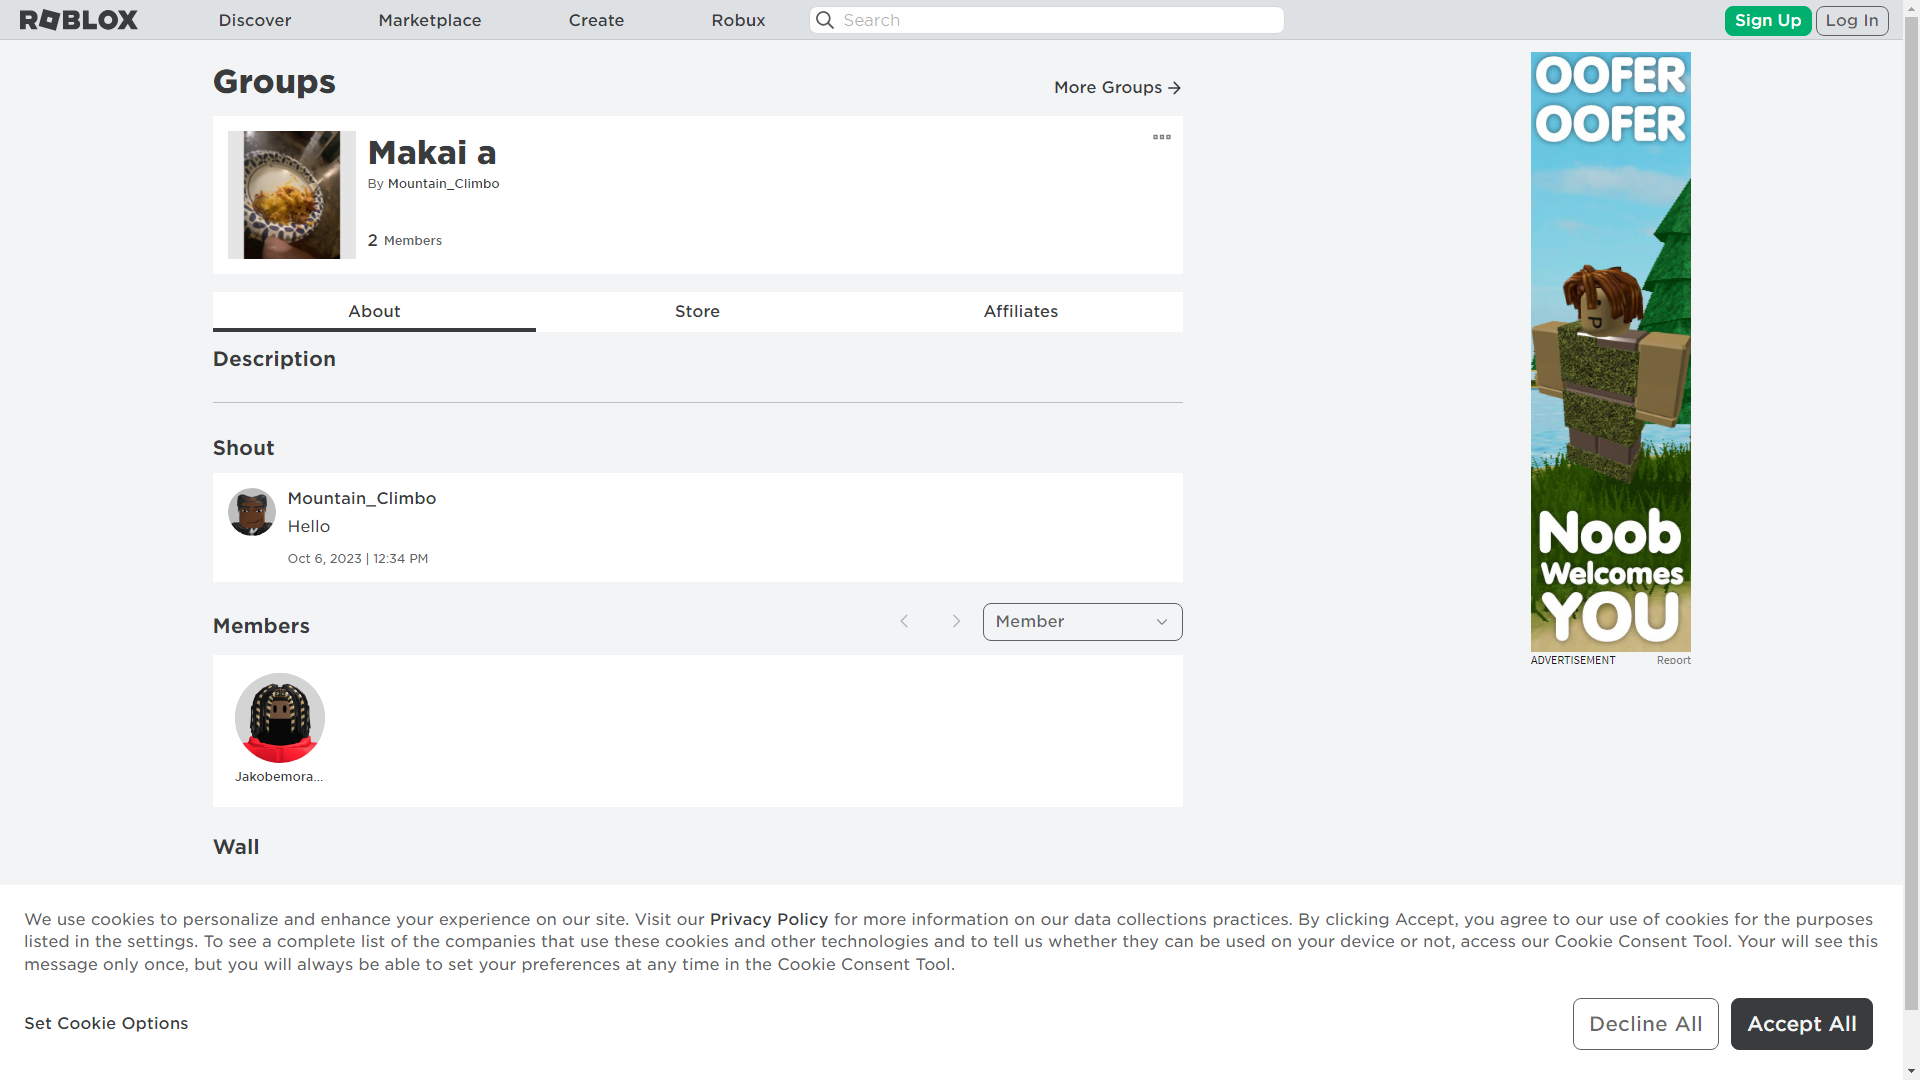 ROBLOX
Discover
Marketplace
Create
Robux
Search
Sign Up
Log In
Groups
More Groups
Makai a
By Mountain_Climbo
2 Members
About
Store
Affiliates
Description
Shout
Mountain_Climbo
Hello
Oct 6, 2023 | 12:34 PM
Members
Member
Jakobemora...
Wall
OOFER
OOFER
Noob
Welcomes
YOU
ADVERTISEMENT
Report
We use cookies to personalize and enhance your experience on our site. Visit our Privacy Policy for more information on our data collections practices. By clicking Accept, you agree to our use of cookies for the purposes
listed in the settings. To see a complete list of the companies that use these cookies and other technologies and to tell us whether they can be used on your device or not, access our Cookie Consent Tool. Your will see this
message only once, but you will always be able to set your preferences at any time in the Cookie Consent Tool.
Set Cookie Options
Decline All
Accept All